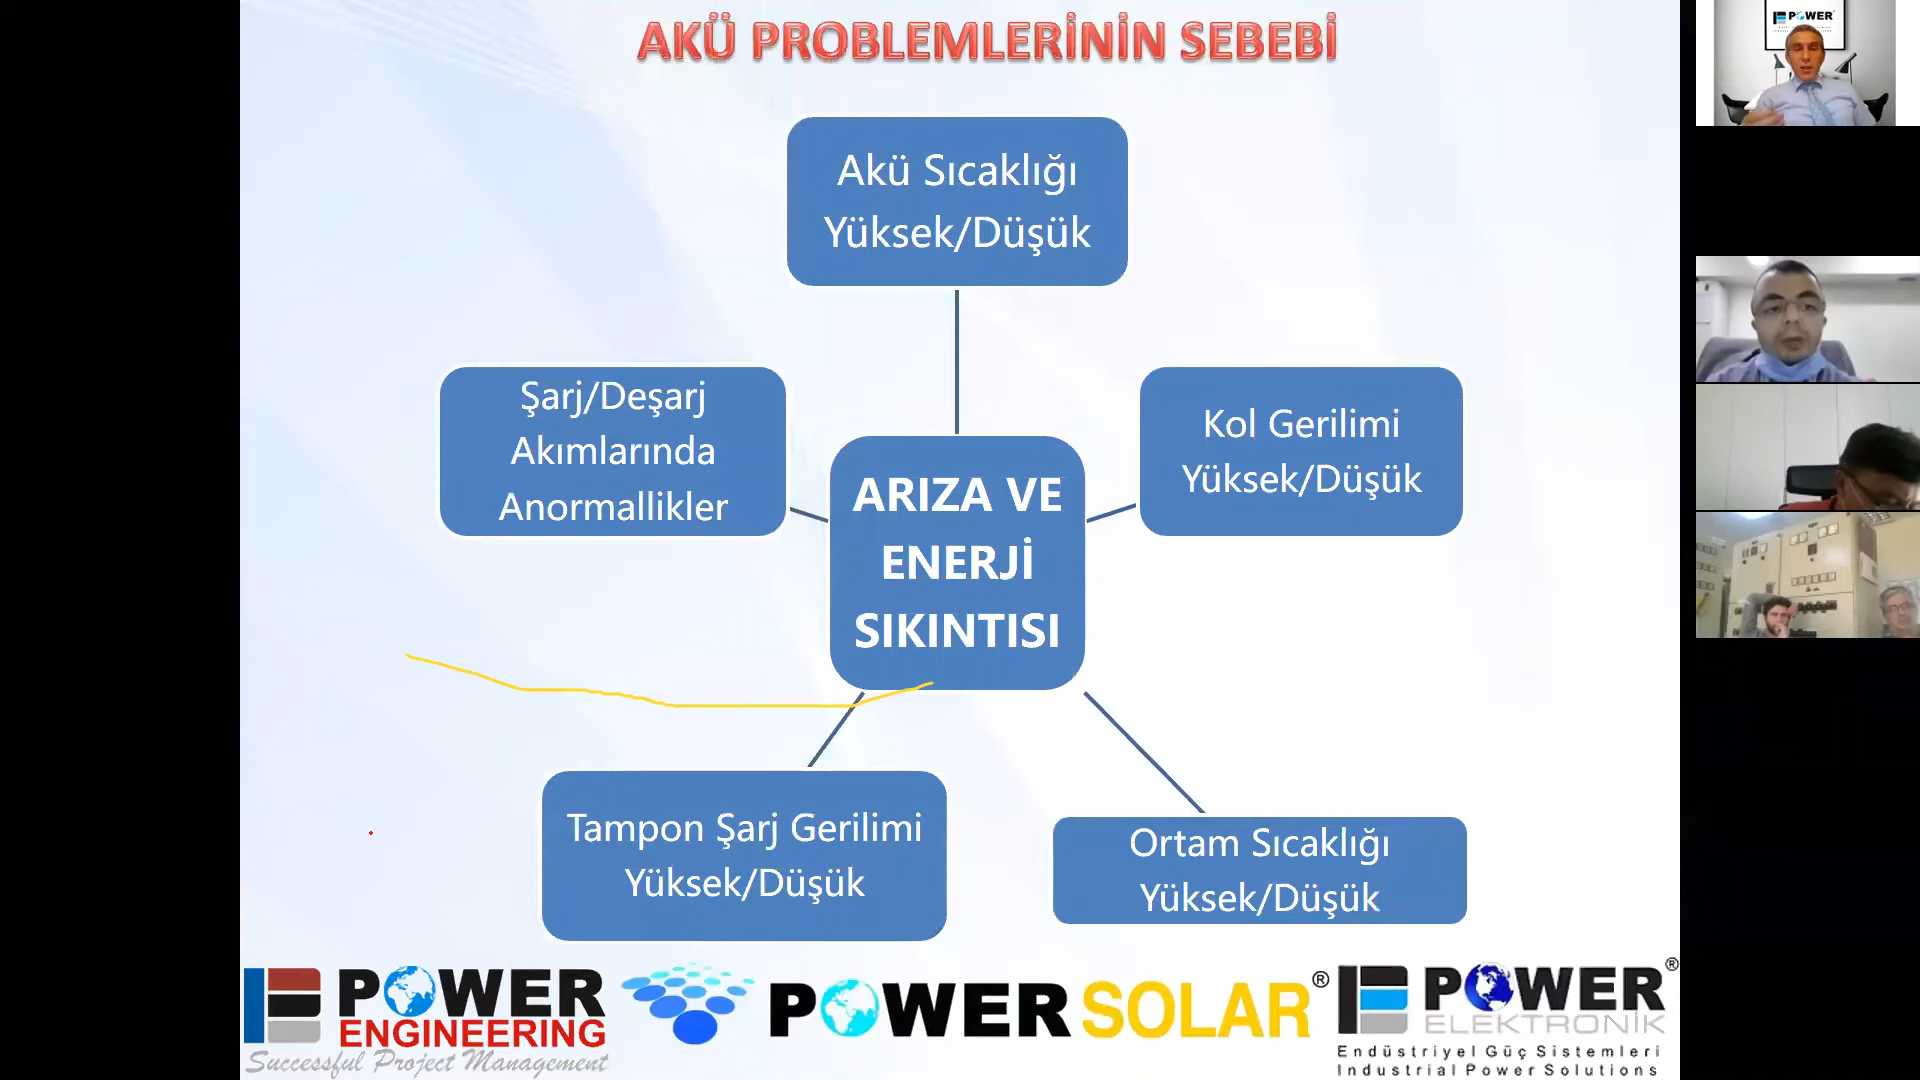 AKÜ PROBLEMLERİNİN SEBEBİ
Akü Sıcaklığı
Yüksek/Düşük
Şarj/Deşarj
Akımlarında
Anormallikler
Kol Gerilimi
Yüksek/Düşük
ARIZA VE
ENERJİ
SIKINTISI
Tampon Şarj Gerilimi
Yüksek/Düşük
Ortam Sıcaklığı
Yüksek/Düşük
POWER
ENGINEERING
Successful Project Management
POWER SOLAR®
POWER®
ELEKTRONİK
Endüstriyel Güç Sistemleri
Industrial Power Solutions
POWER